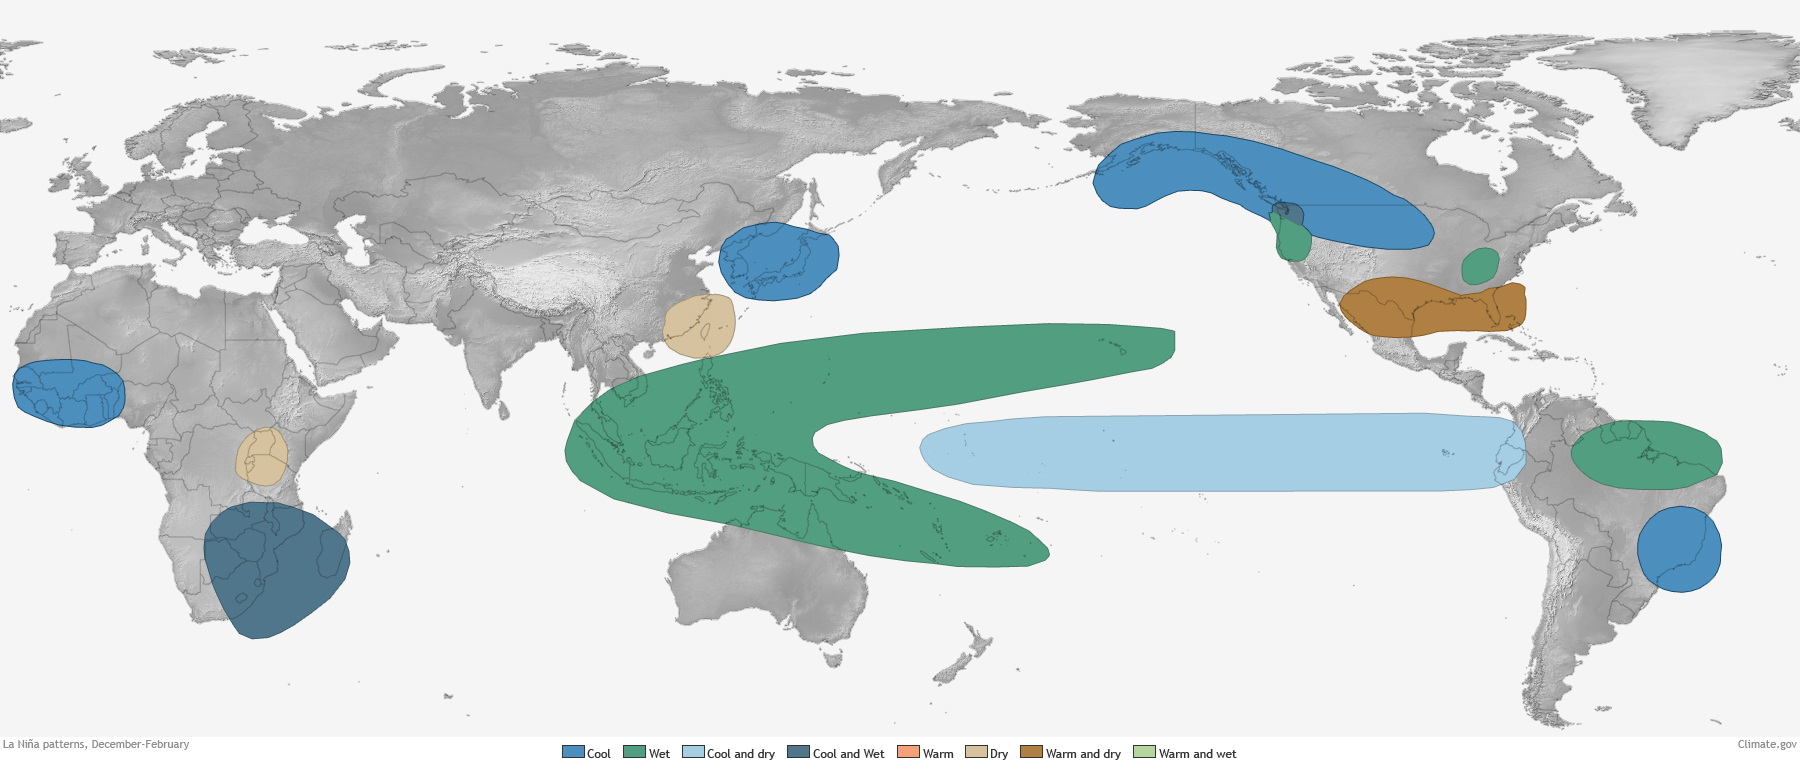 La Niña patterns, December-February
Climate.gov
Cool Wet Cool and dry Cool and Wet Warm Dry Warm and dry Warm and wet